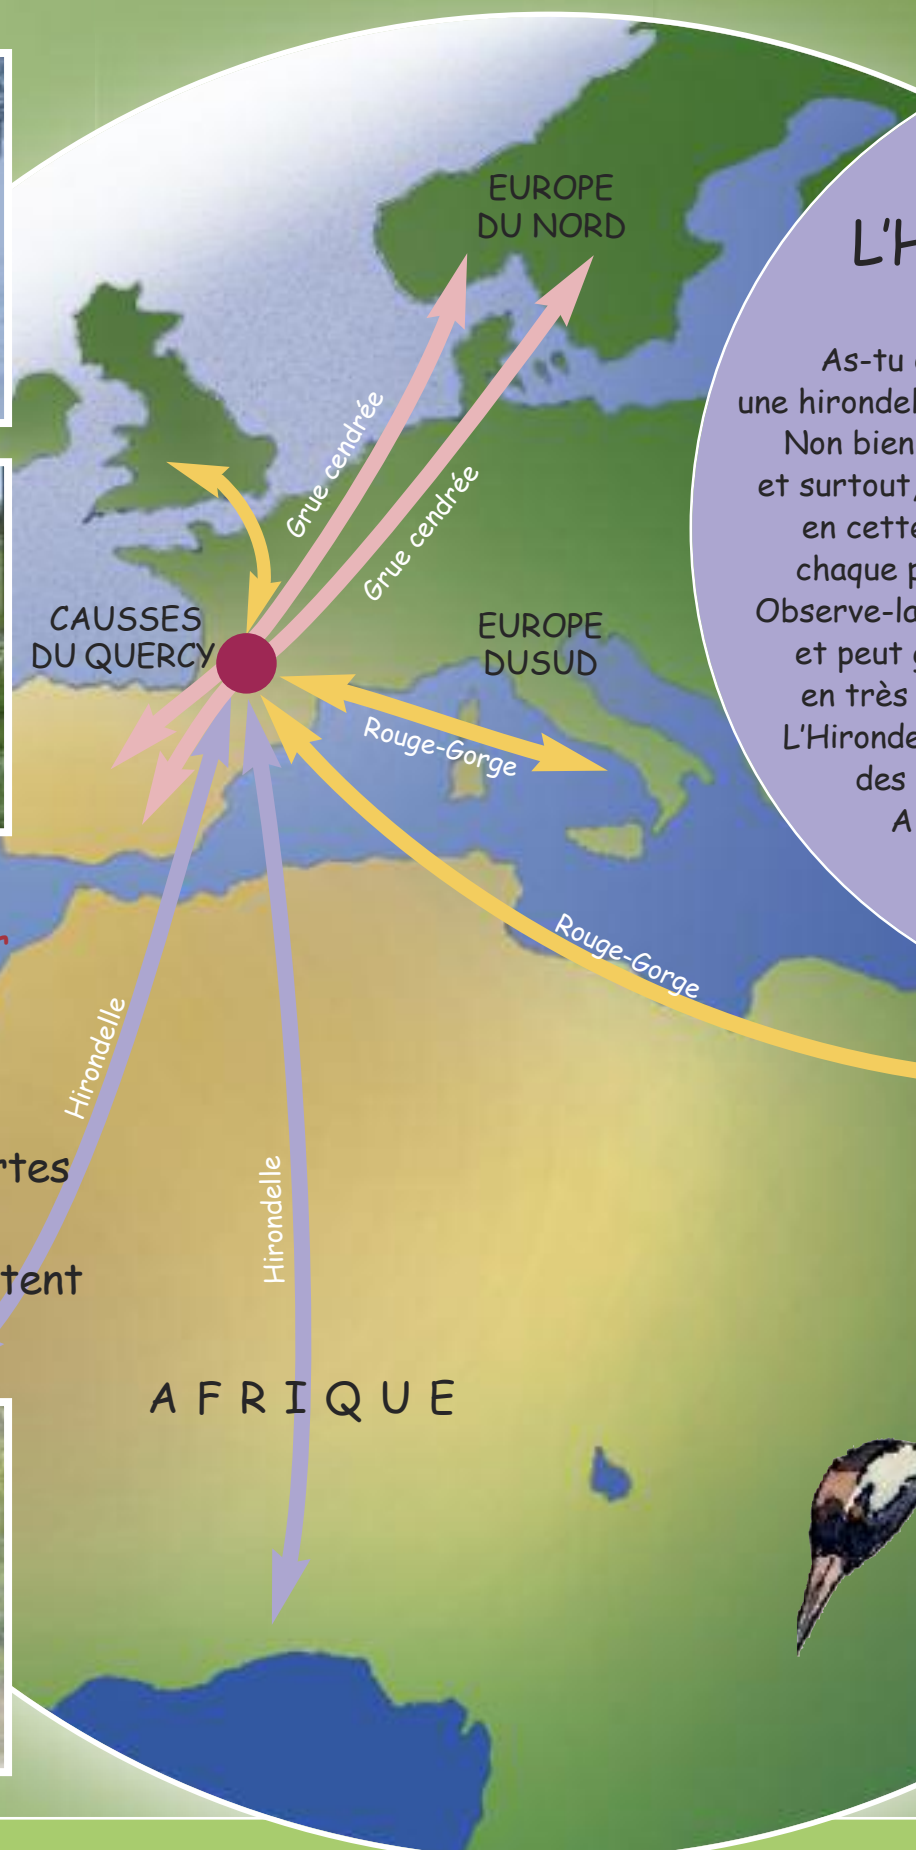 EUROPE
DU NORD
Grue cendrée
Grue cendrée
CAUSSES
DU QUERCY
EUROPE
DUSUD
Rouge-Gorge
Rouge-Gorge
Hirondelle
Hirondelle
rtes
tent
AFRIQUE
L'H
As-tu
une hirondel
Non bien
et surtout,
en cette
chaque p
Observe-la
et peut g
en très
L'Hironde
des
A